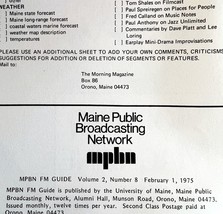 other
[ ] Tom Shales on Filmcast
WEATHER
[ ] Paul Spreiregen on Places
[ ] Maine state forecast
[ ] Fred Calland on Music Notes
[ ] Maine long-range forecast
[ ] Paul Anthony on Jazz Unlimited
[ ] coastal waters marine forecast
[ ] Commentaries by Dave Platt and Lee Loring
[ ] weather map description
[ ] temperatures
[ ] Earplay Mini-Drama Improvisations
PLEASE USE AN ADDITIONAL SHEET TO ADD YOUR OWN COMMENTS, CRITICISMS
SUGGESTIONS FOR ADDITION OR DELETION OF SEGMENTS OR FEATURES.
Mail to:
The Morning Magazine
Box 86
Orono, Maine 04473
Maine Public
Broadcasting
Network
mpbn
MPBN FM GUIDE Volume 2, Number 8 February 1, 1975
MPBN FM Guide is published by the University of Maine, Maine Public
Broadcasting Network, Alumni Hall, Munson Road, Orono, Maine 04473.
Issued monthly, twelve times per year. Second Class Postage paid at
Orono, Maine 04473